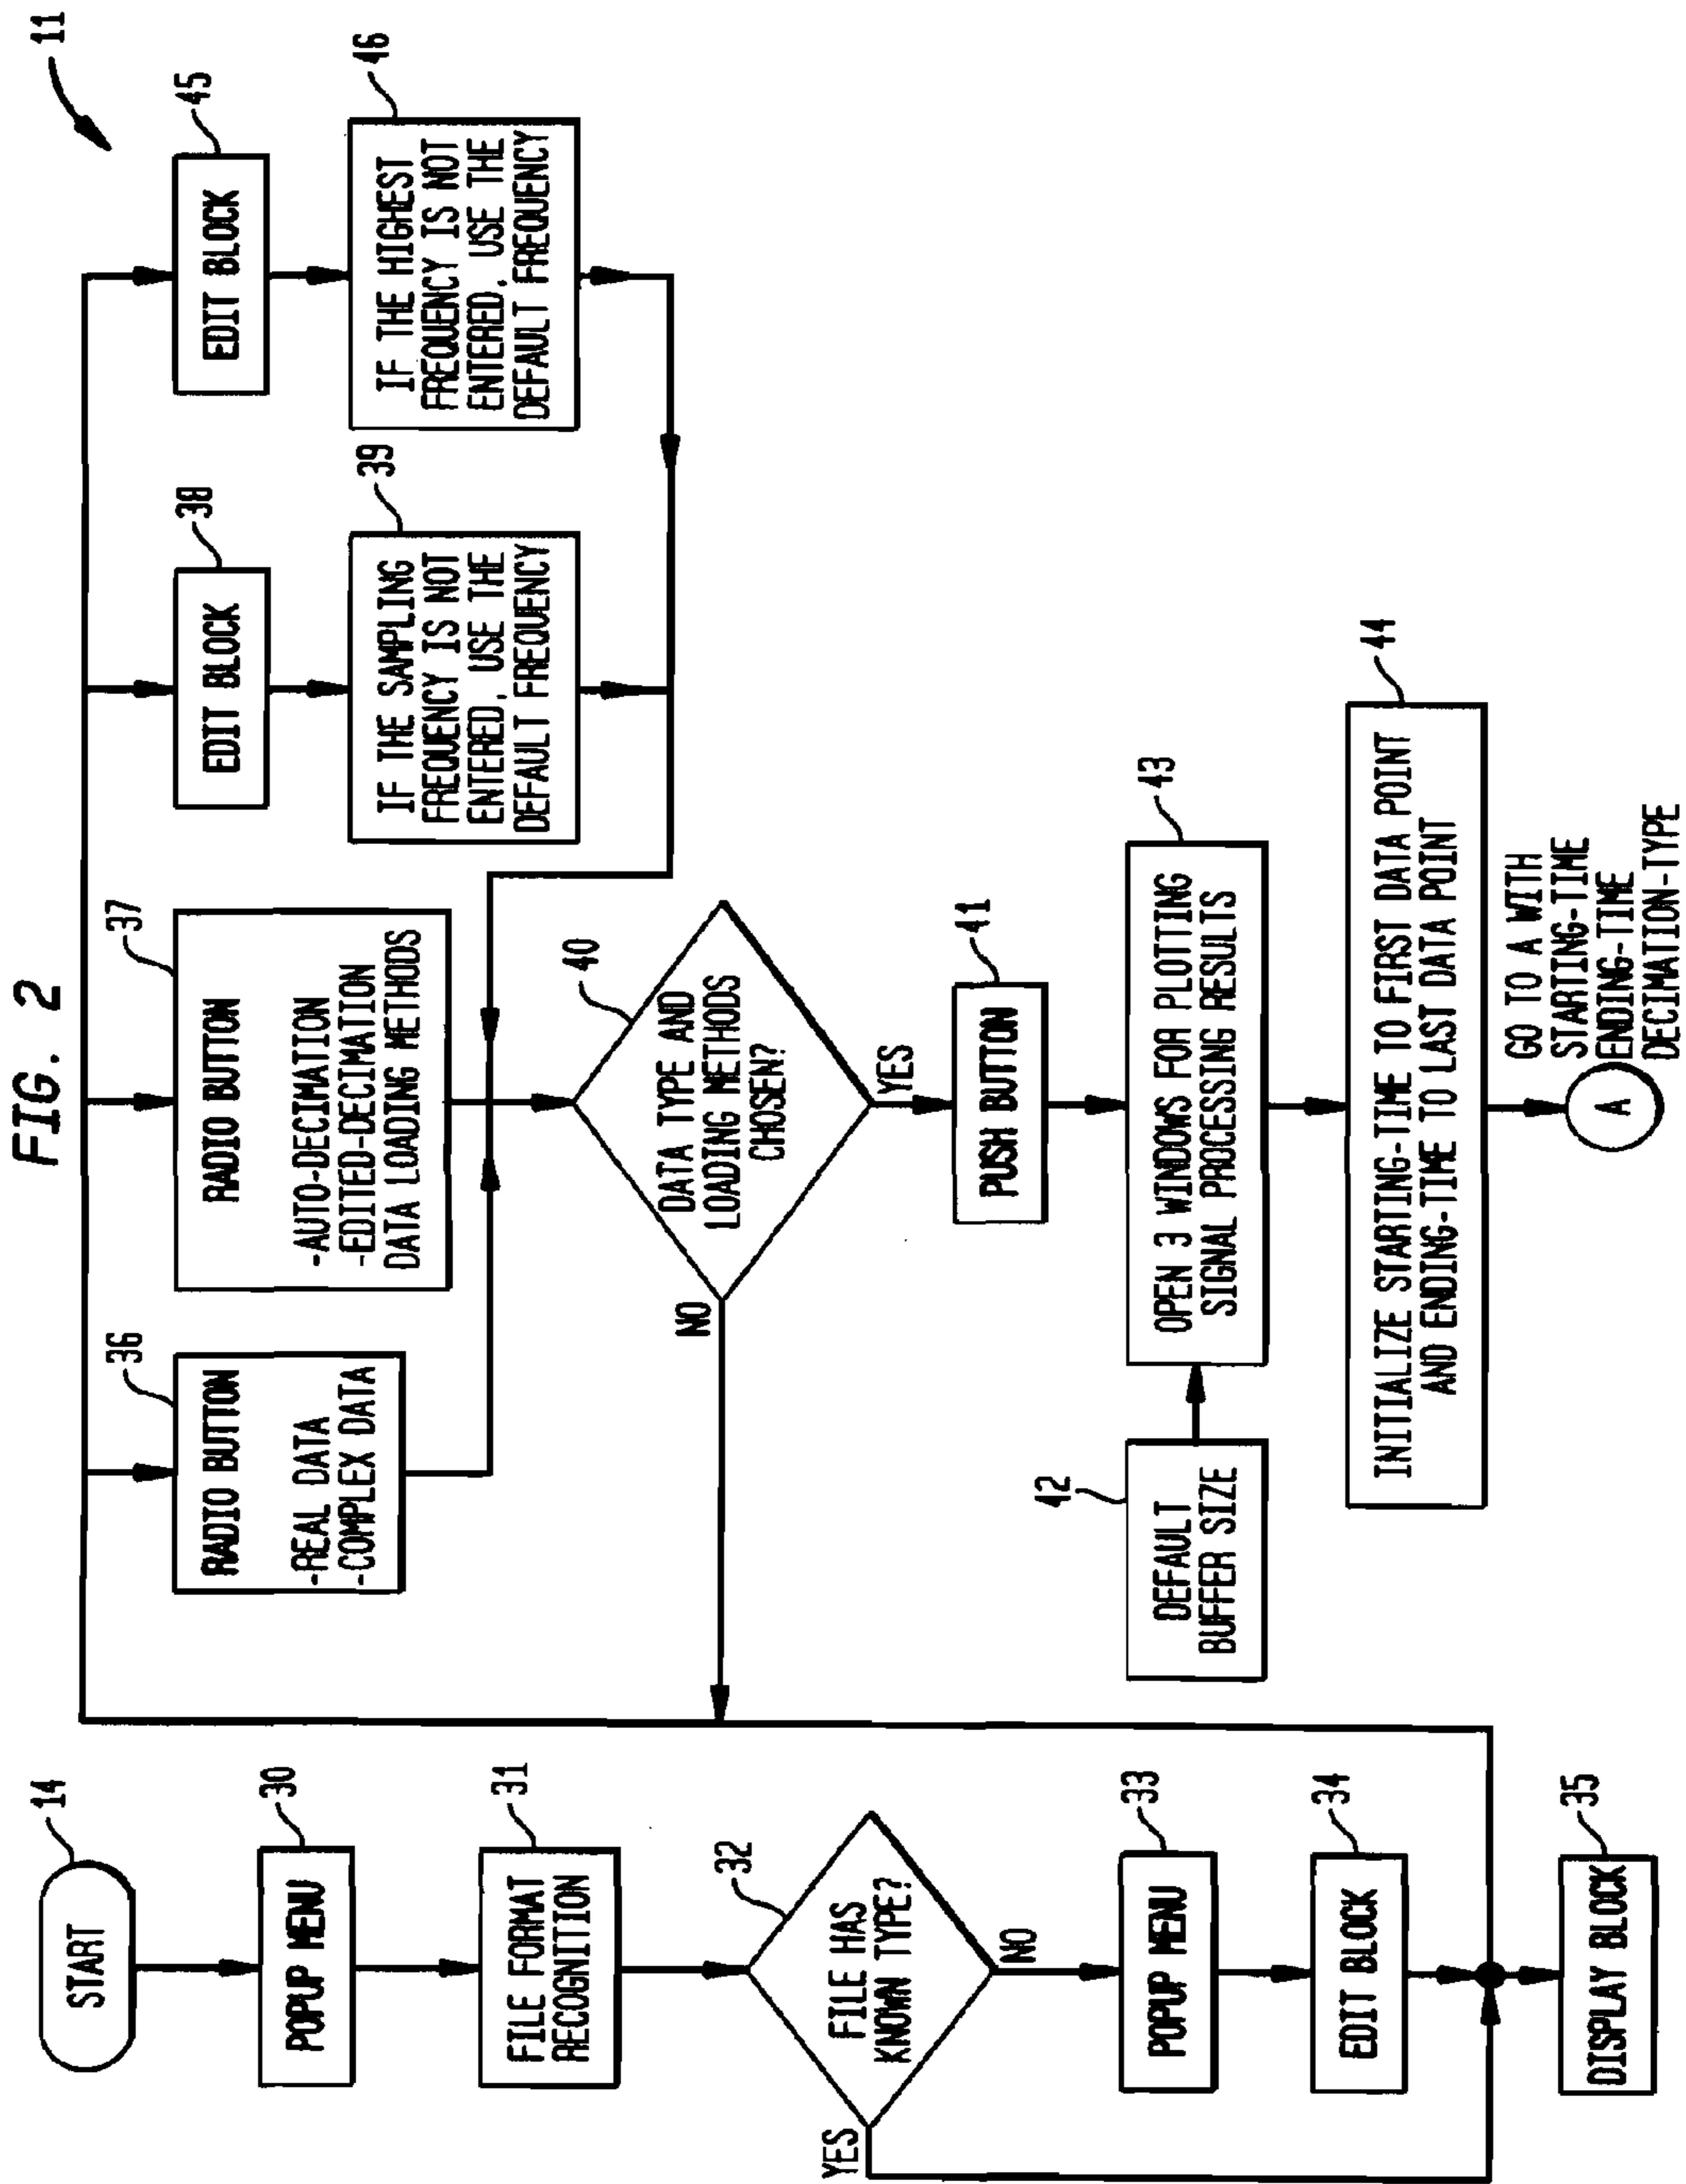 FIG. 2
11
START
14
POPUP MENU
30
FILE FORMAT
RECOGNITION
31
FILE HAS
KNOWN TYPE?
32
YES
NO
POPUP MENU
33
EDIT BLOCK
34
DISPLAY BLOCK
35
RADIO BUTTON
-REAL DATA
-COMPLEX DATA
36
RADIO BUTTON
-AUTO-DECIMATION
-EDITED-DECIMATION
DATA LOADING METHODS
37
EDIT BLOCK
38
IF THE SAMPLING
FREQUENCY IS NOT
ENTERED, USE THE
DEFAULT FREQUENCY
39
EDIT BLOCK
45
IF THE HIGHEST
FREQUENCY IS NOT
ENTERED, USE THE
DEFAULT FREQUENCY
46
DATA TYPE AND
LOADING METHODS
CHOSEN?
40
NO
YES
PUSH BUTTON
41
DEFAULT
BUFFER SIZE
42
OPEN 3 WINDOWS FOR PLOTTING
SIGNAL PROCESSING RESULTS
43
INITIALIZE STARTING-TIME TO FIRST DATA POINT
AND ENDING-TIME TO LAST DATA POINT
44
A
GO TO A WITH
STARTING-TIME
ENDING-TIME
DECIMATION-TYPE